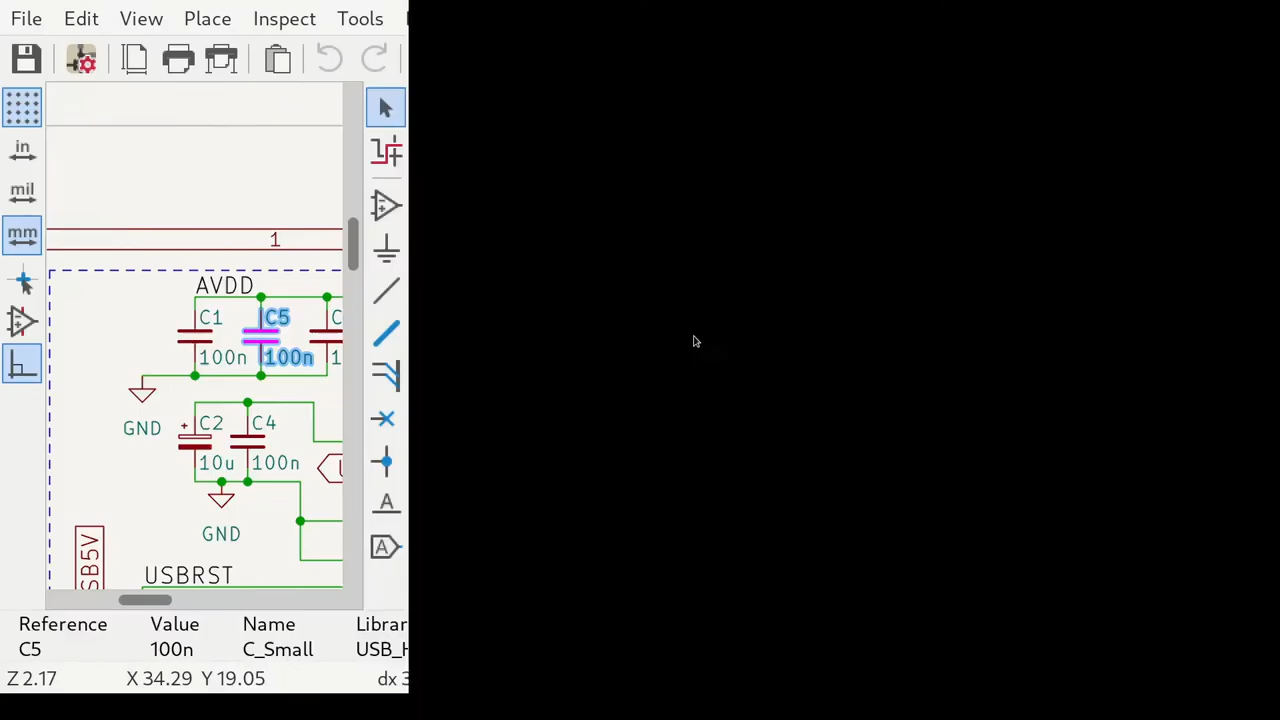 File Edit View Place Inspect Tools
in
mil
mm
1
AVDD
C1 C5 C
100n 100n 1
GND
C2 C4
+
10u 100n
GND
SB5V
USBRST
A
A
Reference Value Name Librar
C5 100n C_Small USB_H
Z 2.17 X 34.29 Y 19.05 dx 3